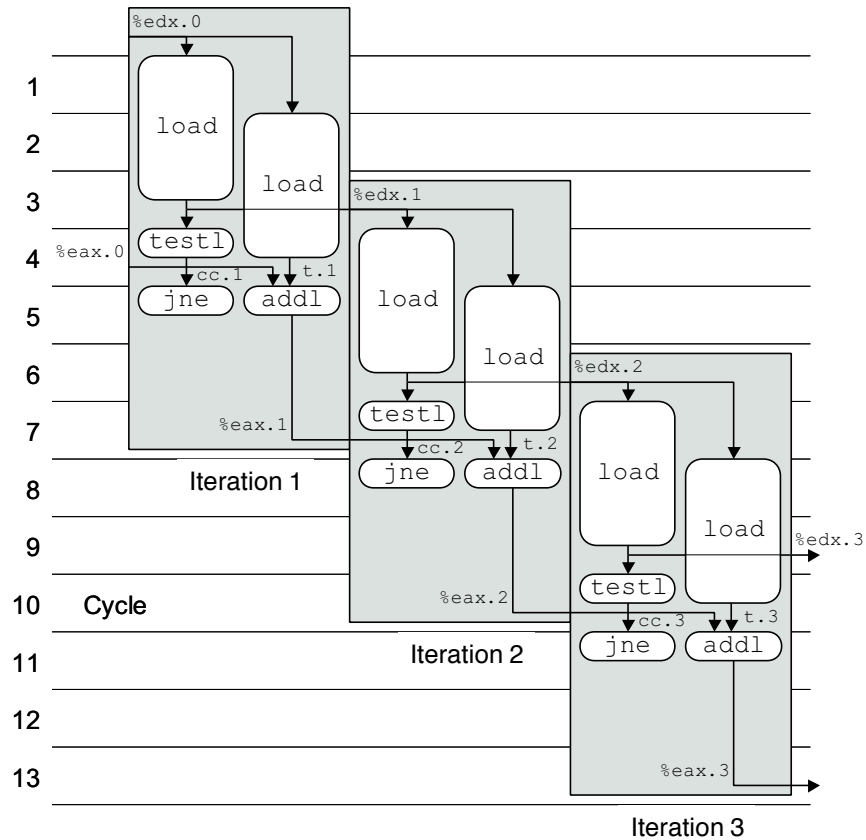 %edx.0
1
load
2
load
3
%edx.1
testl
%eax.0
4
cc.1
t.1
load
jne
addl
5
load
6
%edx.2
testl
%eax.1
7
cc.2
t.2
load
Iteration 1
jne
addl
8
load
9
%edx.3
testl
%eax.2
10
Cycle
cc.3
t.3
Iteration 2
jne
addl
11
12
%eax.3
13
Iteration 3